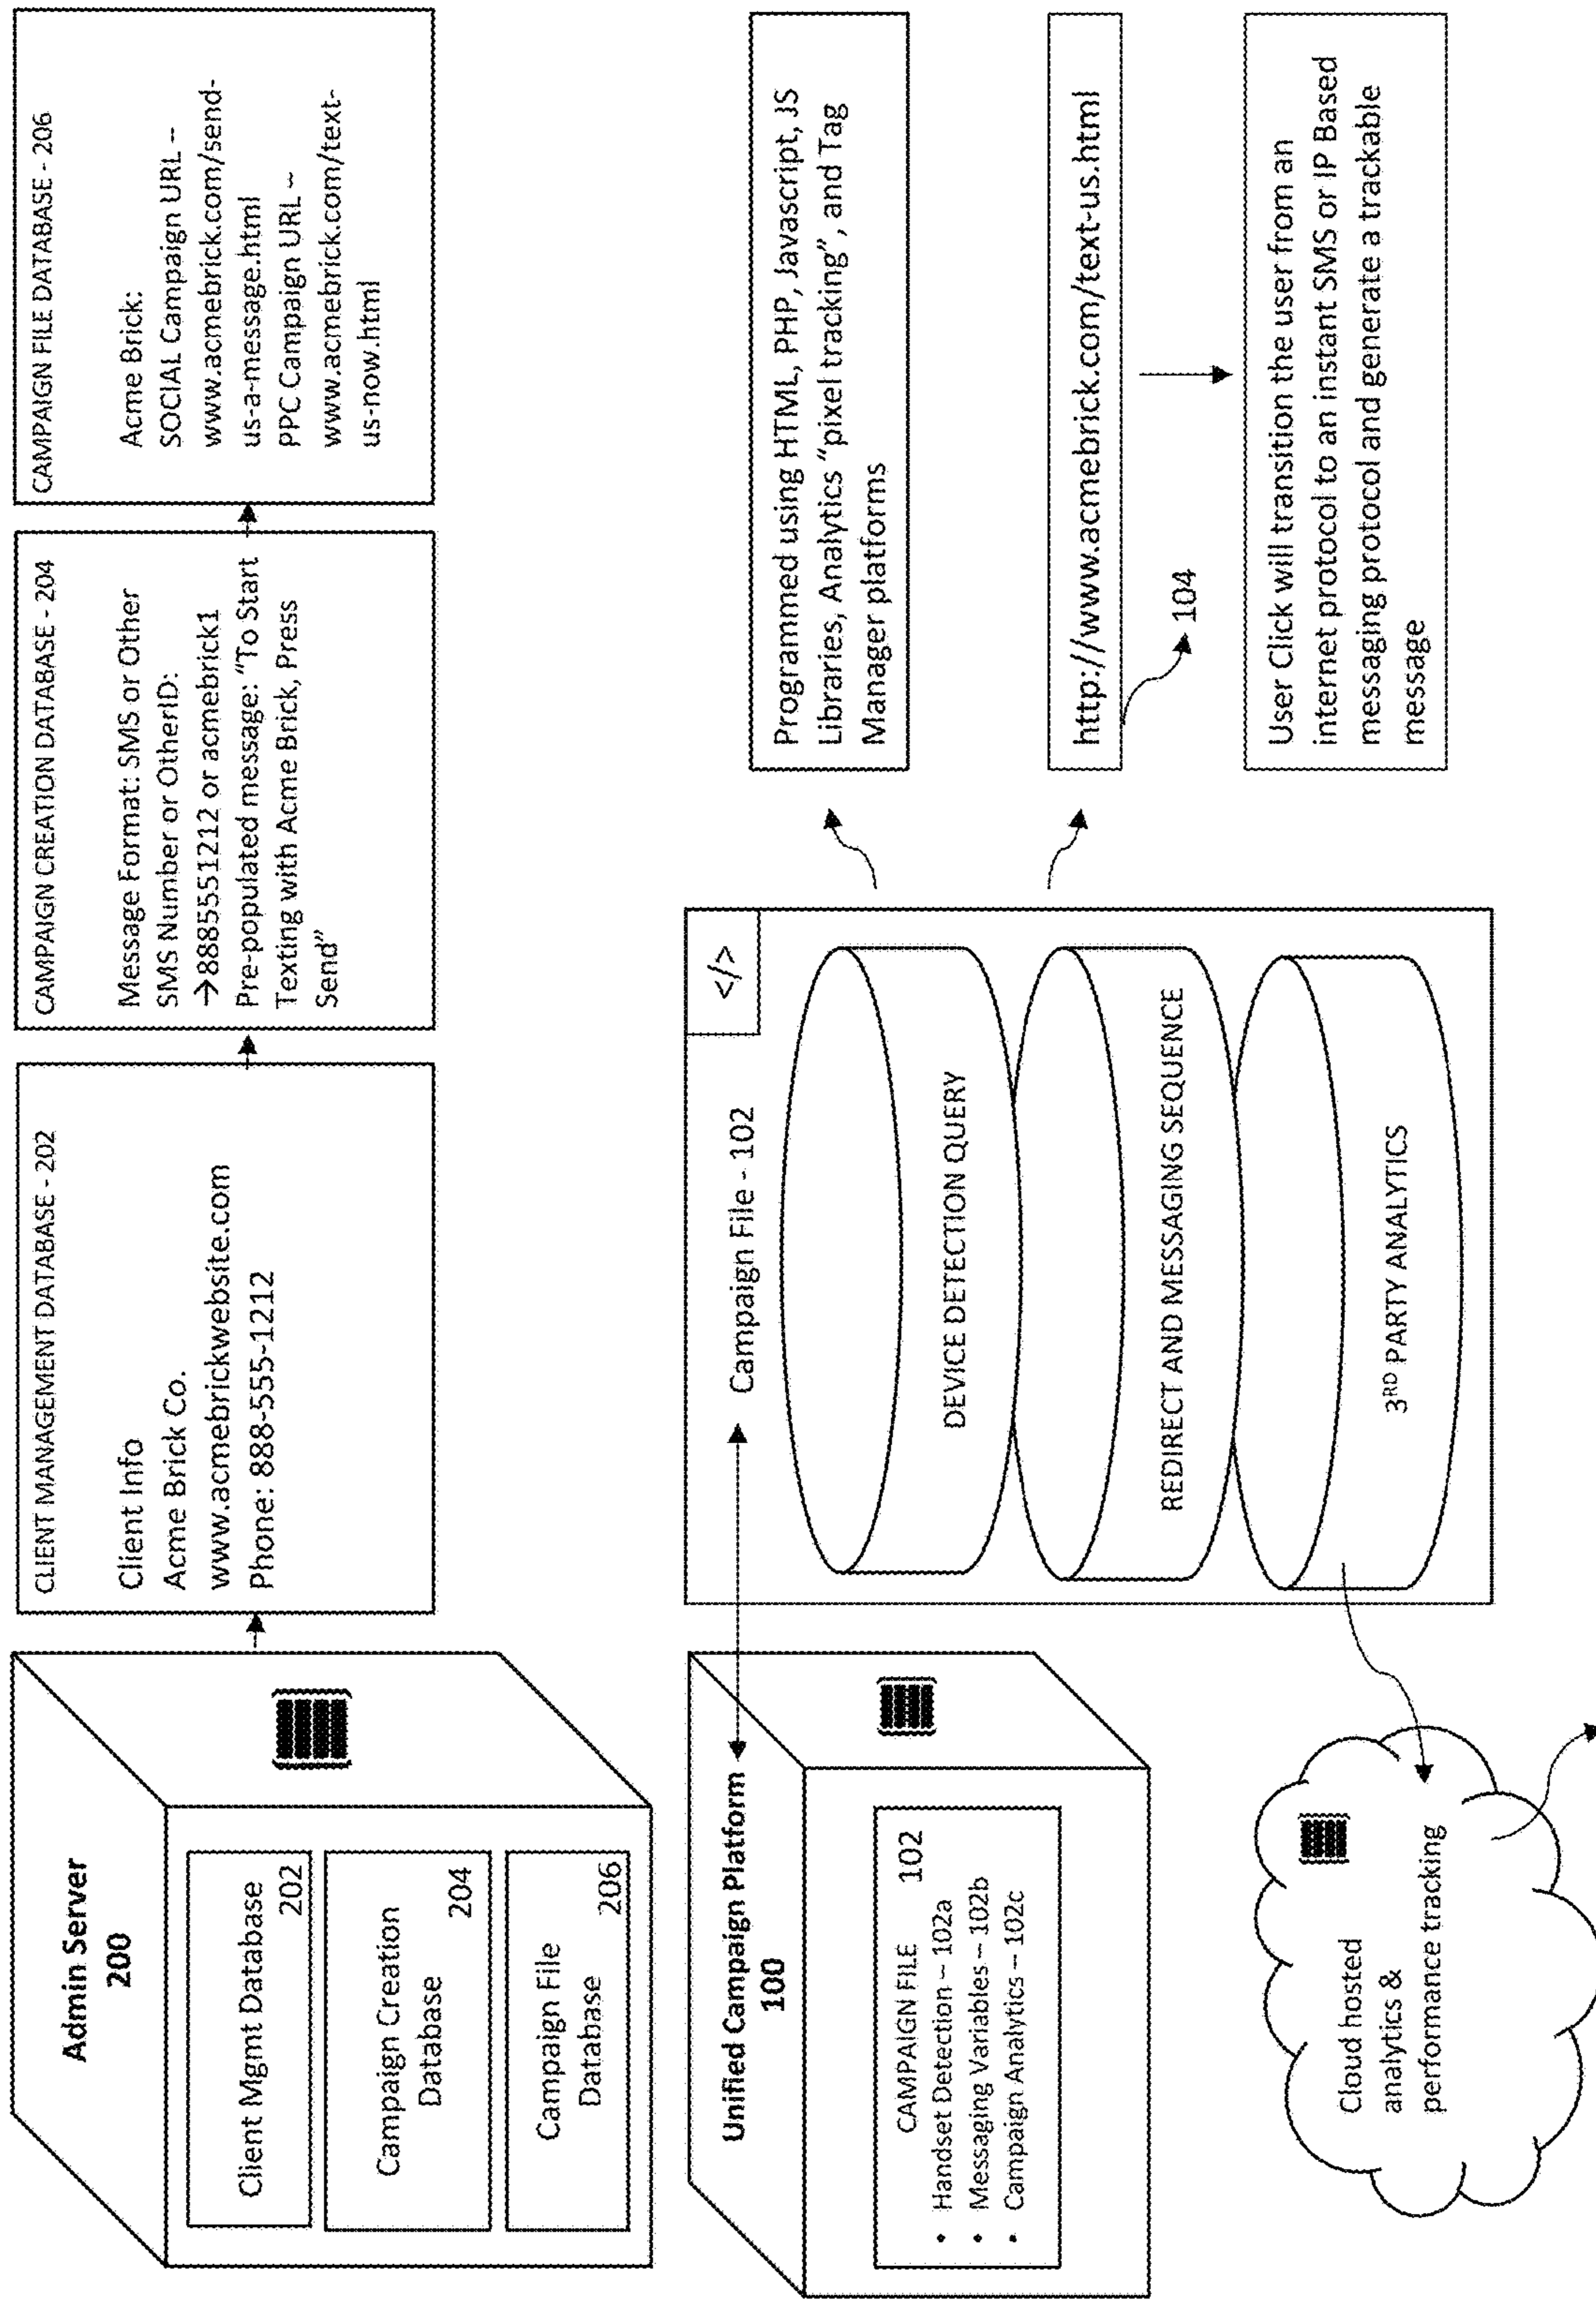 Admin Server
200
Client Mgmt Database
202
Campaign Creation
Database
204
Campaign File
Database
206
CLIENT MANAGEMENT DATABASE - 202
Client Info
Acme Brick Co.
www.acmebrickwebsite.com
Phone: 888-555-1212
CAMPAIGN CREATION DATABASE - 204
Message Format: SMS or Other
SMS Number or OtherID:
→8885551212 or acmebrick1
Pre-populated message: “To Start
Texting with Acme Brick, Press
Send”
CAMPAIGN FILE DATABASE - 206
Acme Brick:
SOCIAL Campaign URL –
www.acmebrick.com/send-
us-a-message.html
PPC Campaign URL –
www.acmebrick.com/text-
us-now.html
Unified Campaign Platform
100
CAMPAIGN FILE 102
• Handset Detection – 102a
• Messaging Variables – 102b
• Campaign Analytics – 102c
Campaign File - 102
</>
DEVICE DETECTION QUERY
REDIRECT AND MESSAGING SEQUENCE
3RD PARTY ANALYTICS
Programmed using HTML, PHP, Javascript, JS
Libraries, Analytics “pixel tracking”, and Tag
Manager platforms
http://www.acmebrick.com/text-us.html
104
User Click will transition the user from an
internet protocol to an instant SMS or IP Based
messaging protocol and generate a trackable
message
Cloud hosted
analytics &
performance tracking